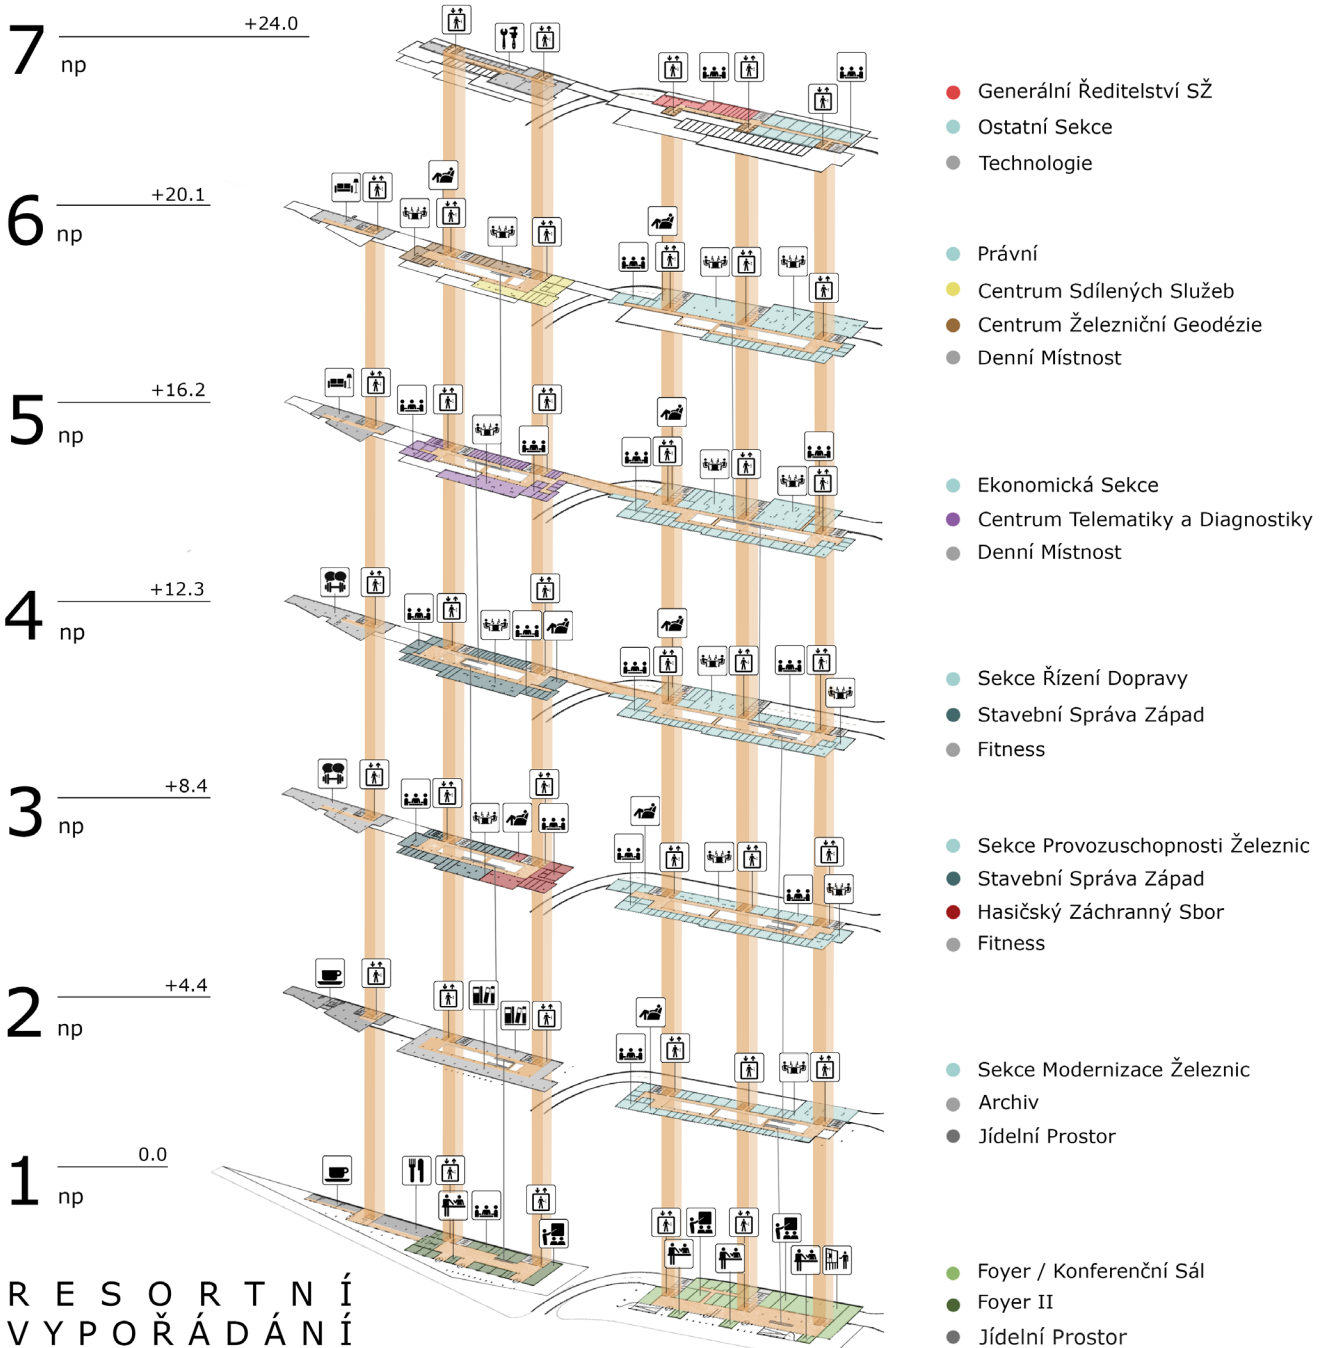 7 np +24.0
Generální Ředitelství SŽ
Ostatní Sekce
Technologie
6 np +20.1
Právní
Centrum Sdílených Služeb
Centrum Železniční Geodézie
Denní Místnost
5 np +16.2
Ekonomická Sekce
Centrum Telematiky a Diagnostiky
Denní Místnost
4 np +12.3
Sekce Řízení Dopravy
Stavební Správa Západ
Fitness
3 np +8.4
Sekce Provozuschopnosti Železnic
Stavební Správa Západ
Hasičský Záchranný Sbor
Fitness
2 np +4.4
Sekce Modernizace Železnic
Archiv
Jídelní Prostor
1 np 0.0
Foyer / Konferenční Sál
Foyer II
Jídelní Prostor
RESORTNÍ
VYPOŘÁDÁNÍ